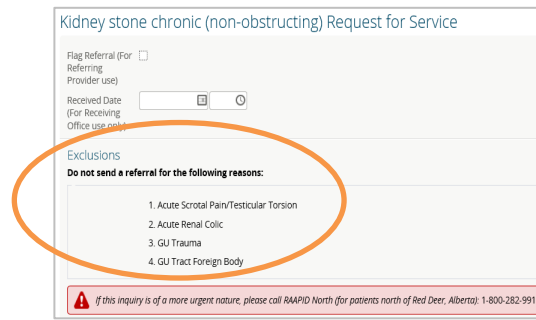 Kidney stone chronic (non-obstructing) Request for Service
Flag Referral (For
Referring
Provider use)
Received Date
(For Receiving
Office use only)
Exclusions
Do not send a referral for the following reasons:
1. Acute Scrotal Pain/Testicular Torsion
2. Acute Renal Colic
3. GU Trauma
4. GU Tract Foreign Body
If this inquiry is of a more urgent nature, please call RAAPID North (for patients north of Red Deer, Alberta): 1-800-282-991